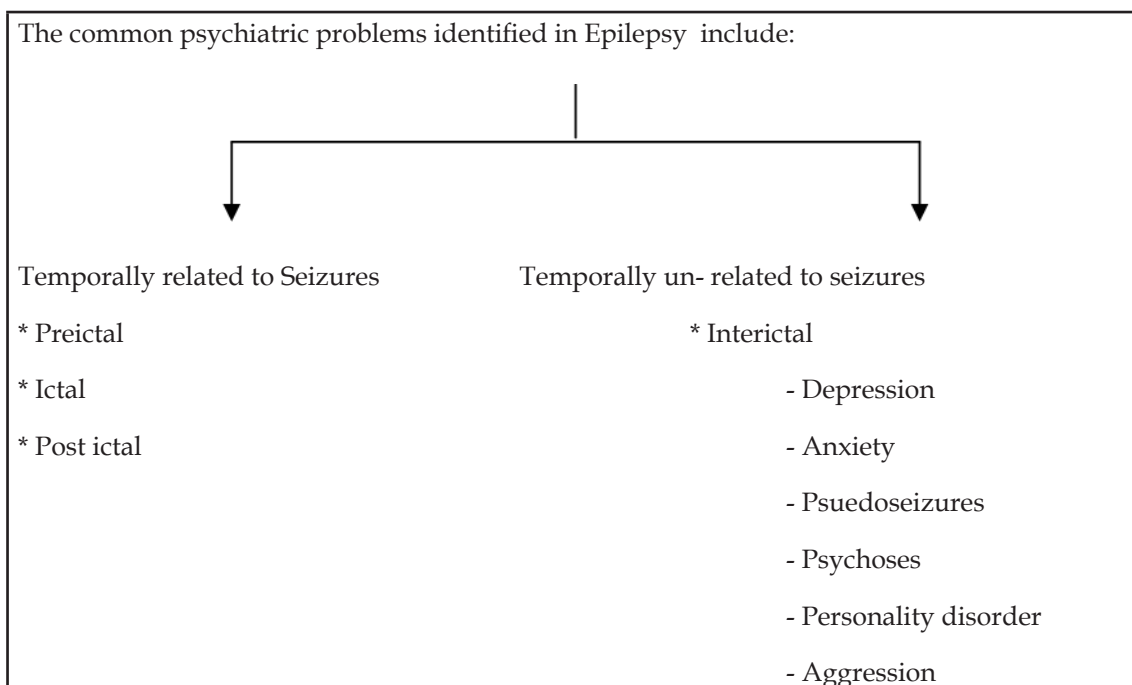 The common psychiatric problems identified in Epilepsy include:
Temporally related to Seizures
* Preictal
* Ictal
* Post ictal
Temporally un- related to seizures
* Interictal
- Depression
- Anxiety
- Psuedoseizures
- Psychoses
- Personality disorder
- Aggression